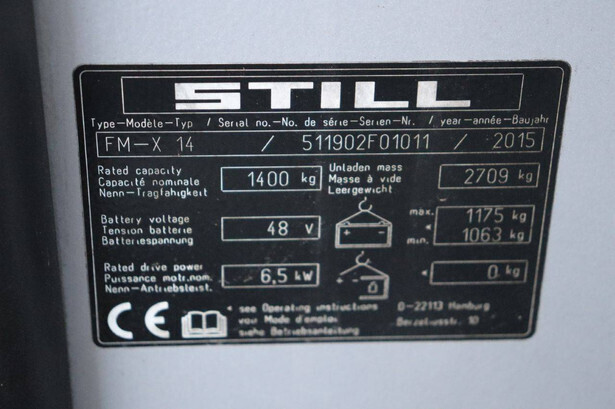 STILL
Type-Modèle-Typ / Serial no.-No. de série-Serien-Nr. / year-année-Baujahr
FM-X 14 / 511902F01011 / 2015
Rated capacity
Capacité nominale
Nenn-Tragfähigkeit
1400 kg
Unladen mass
Masse à vide
Leergewicht
2709 kg
Battery voltage
Tension batterie
Batteriespannung
48 V
max. 1175 kg
min. 1063 kg
Rated drive power
Puissance motr.nom.
Nenn-Antriebsleist.
6,5 kW
0 kg
CE
see Operating instructions
voir Mode d'emploi
siehe Betriebsanleitung
D-22113 Hamburg
Berzeliusstr. 10